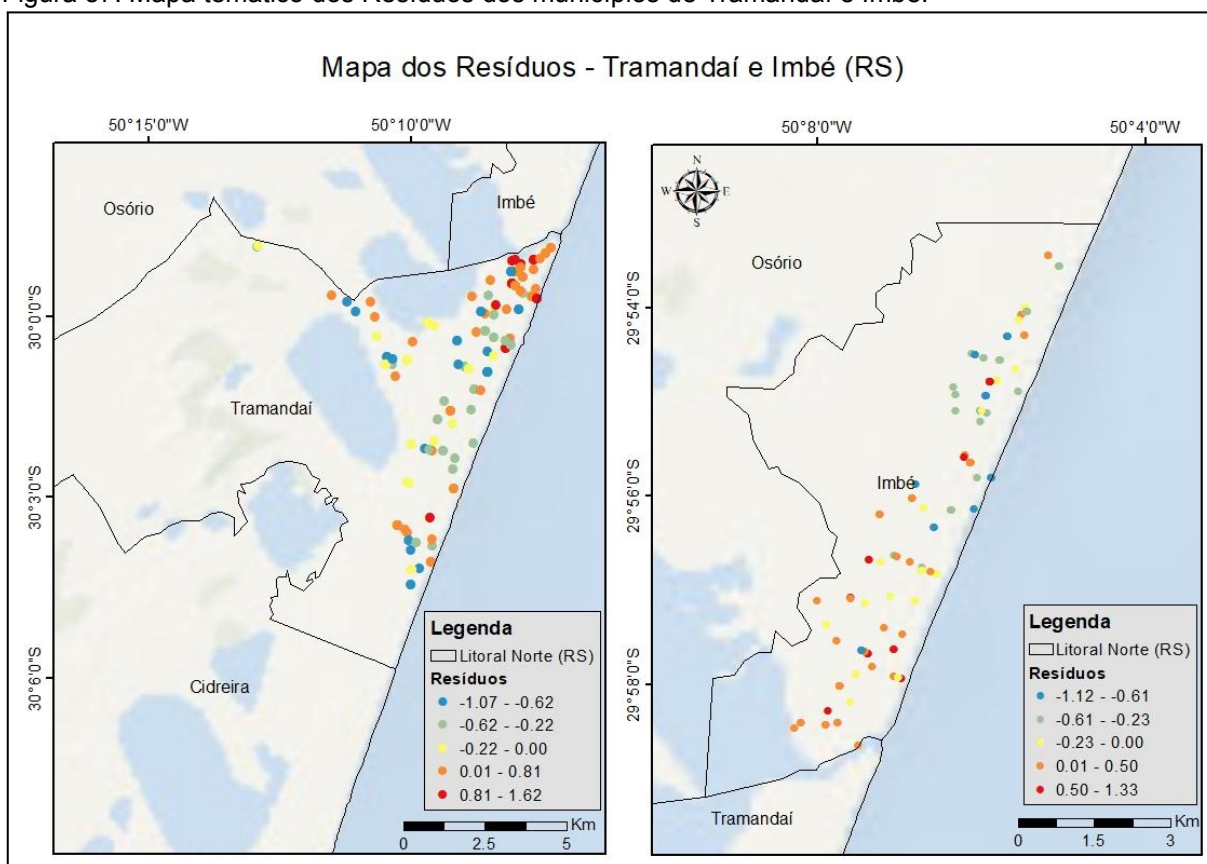 Figura 37. Mapa temático dos Resíduos dos municípios de Tramandaí e Imbé.
Mapa dos Resíduos - Tramandaí e Imbé (RS)
50°15'0"W
50°10'0"W
30°0'0"S
30°3'0"S
30°6'0"S
Osório
Imbé
Tramandaí
Cidreira
Legenda
Litoral Norte (RS)
Resíduos
-1.07 - -0.62
-0.62 - -0.22
-0.22 - 0.00
0.01 - 0.81
0.81 - 1.62
Km
0 2.5 5
50°8'0"W
50°4'0"W
29°54'0"S
29°56'0"S
29°58'0"S
N
W E
S
Osório
Imbé
Tramandaí
Legenda
Litoral Norte (RS)
Resíduos
-1.12 - -0.61
-0.61 - -0.23
-0.23 - 0.00
0.01 - 0.50
0.50 - 1.33
Km
0 1.5 3